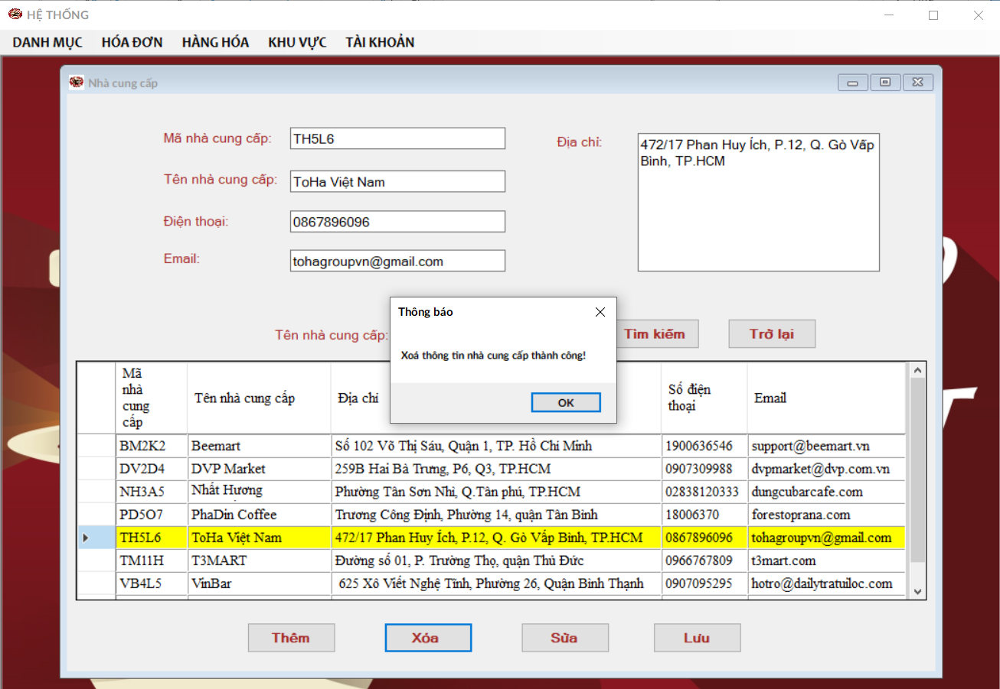 HỆ THỐNG
DANH MỤC HÓA ĐƠN HÀNG HÓA KHU VỰC TÀI KHOẢN
Nhà cung cấp
Mã nhà cung cấp: TH5L6
Tên nhà cung cấp: ToHa Việt Nam
Điện thoại: 0867896096
Email: tohagroupvn@gmail.com
Địa chỉ: 472/17 Phan Huy Ích, P.12, Q. Gò Vấp
Bình, TP.HCM
Tên nhà cung cấp: Tìm kiếm Trở lại
Thông báo
Xoá thông tin nhà cung cấp thành công!
OK
Mã
nhà
cung
cấp
Tên nhà cung cấp
Địa chỉ
Số điện
thoại
Email
BM2K2 Beemart Số 102 Võ Thị Sáu, Quận 1, TP. Hồ Chí Minh 1900636546 support@beemart.vn
DV2D4 DVP Market 259B Hai Bà Trưng, P6, Q3, TP.HCM 0907309988 dvpmarket@dvp.com.vn
NH3A5 Nhất Hương Phường Tân Sơn Nhì, Q.Tân phú, TP.HCM 02838120333 dungcubarcafe.com
PD5O7 PhaDin Coffee Trương Công Định, Phường 14, quận Tân Bình 18006370 forestoprana.com
TH5L6 ToHa Việt Nam 472/17 Phan Huy Ích, P.12, Q. Gò Vấp Bình, TP.HCM 0867896096 tohagroupvn@gmail.com
TM11H T3MART Đường số 01, P. Trường Thọ, quận Thủ Đức 0966767809 t3mart.com
VB4L5 VinBar 625 Xô Viết Nghệ Tĩnh, Phường 26, Quận Bình Thạnh 0907095295 hotro@dailytratuiloc.com
Thêm Xóa Sửa Lưu